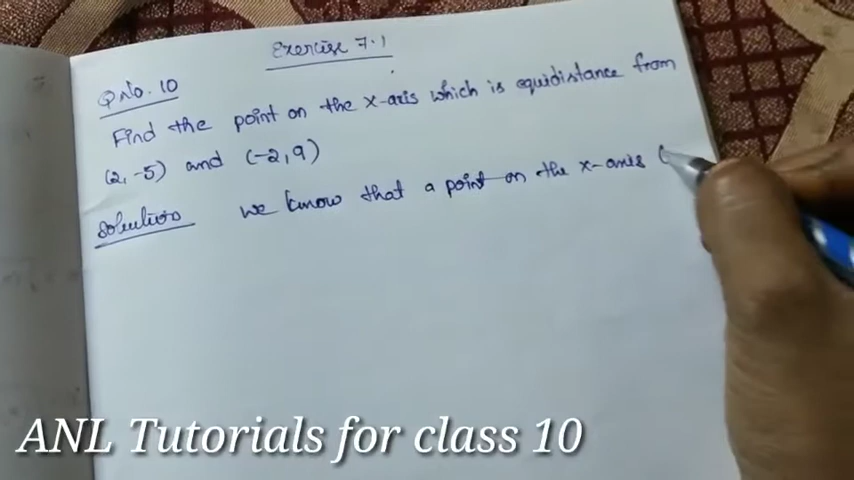 Exercise 7.1
Q No. 10
Find the point on the x-axis which is equidistance from
(2, -5) and (-2, 9)
Solution we know that a point on the x-axis (
ANL Tutorials for class 10